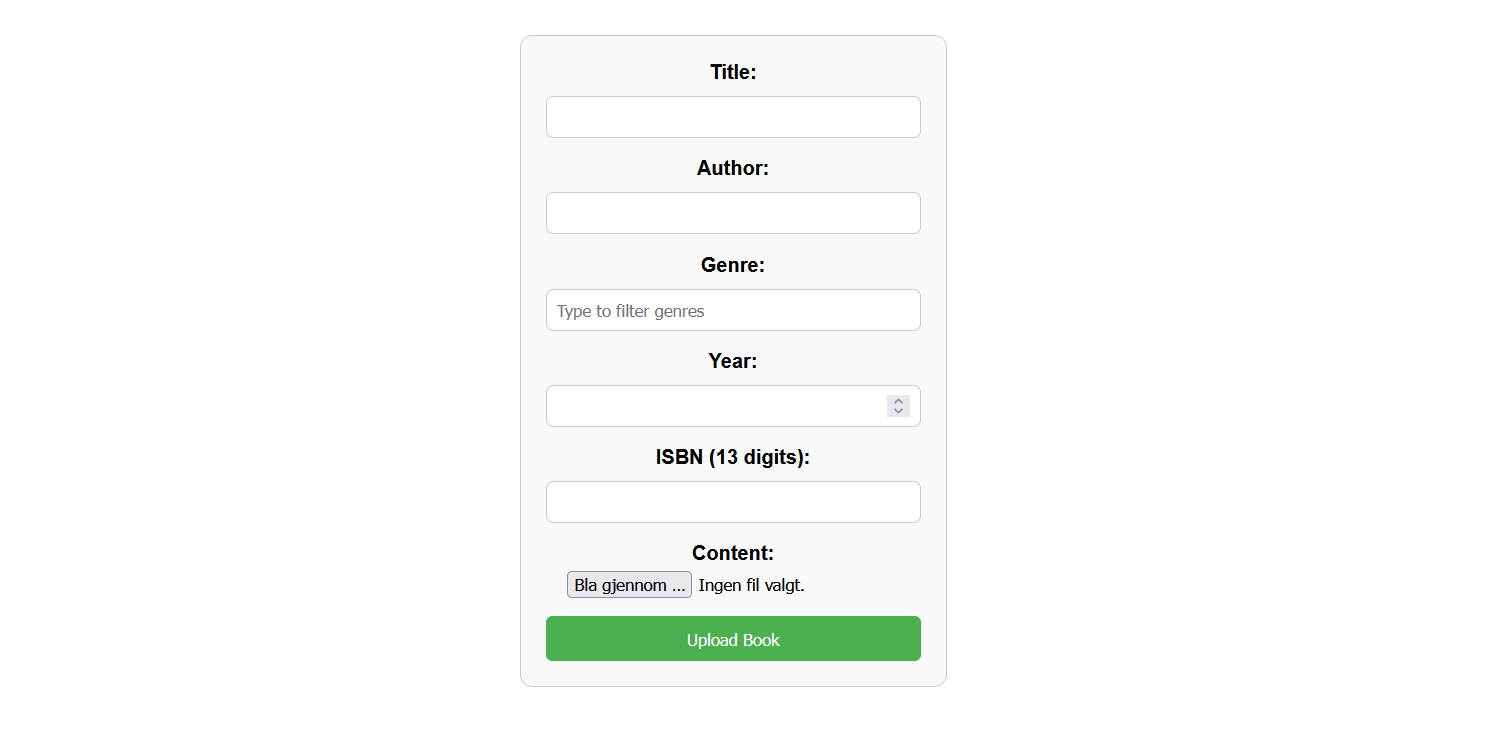 Title:
Author:
Genre:
Type to filter genres
Year:
ISBN (13 digits):
Content:
Bla gjennom ... Ingen fil valgt.
Upload Book